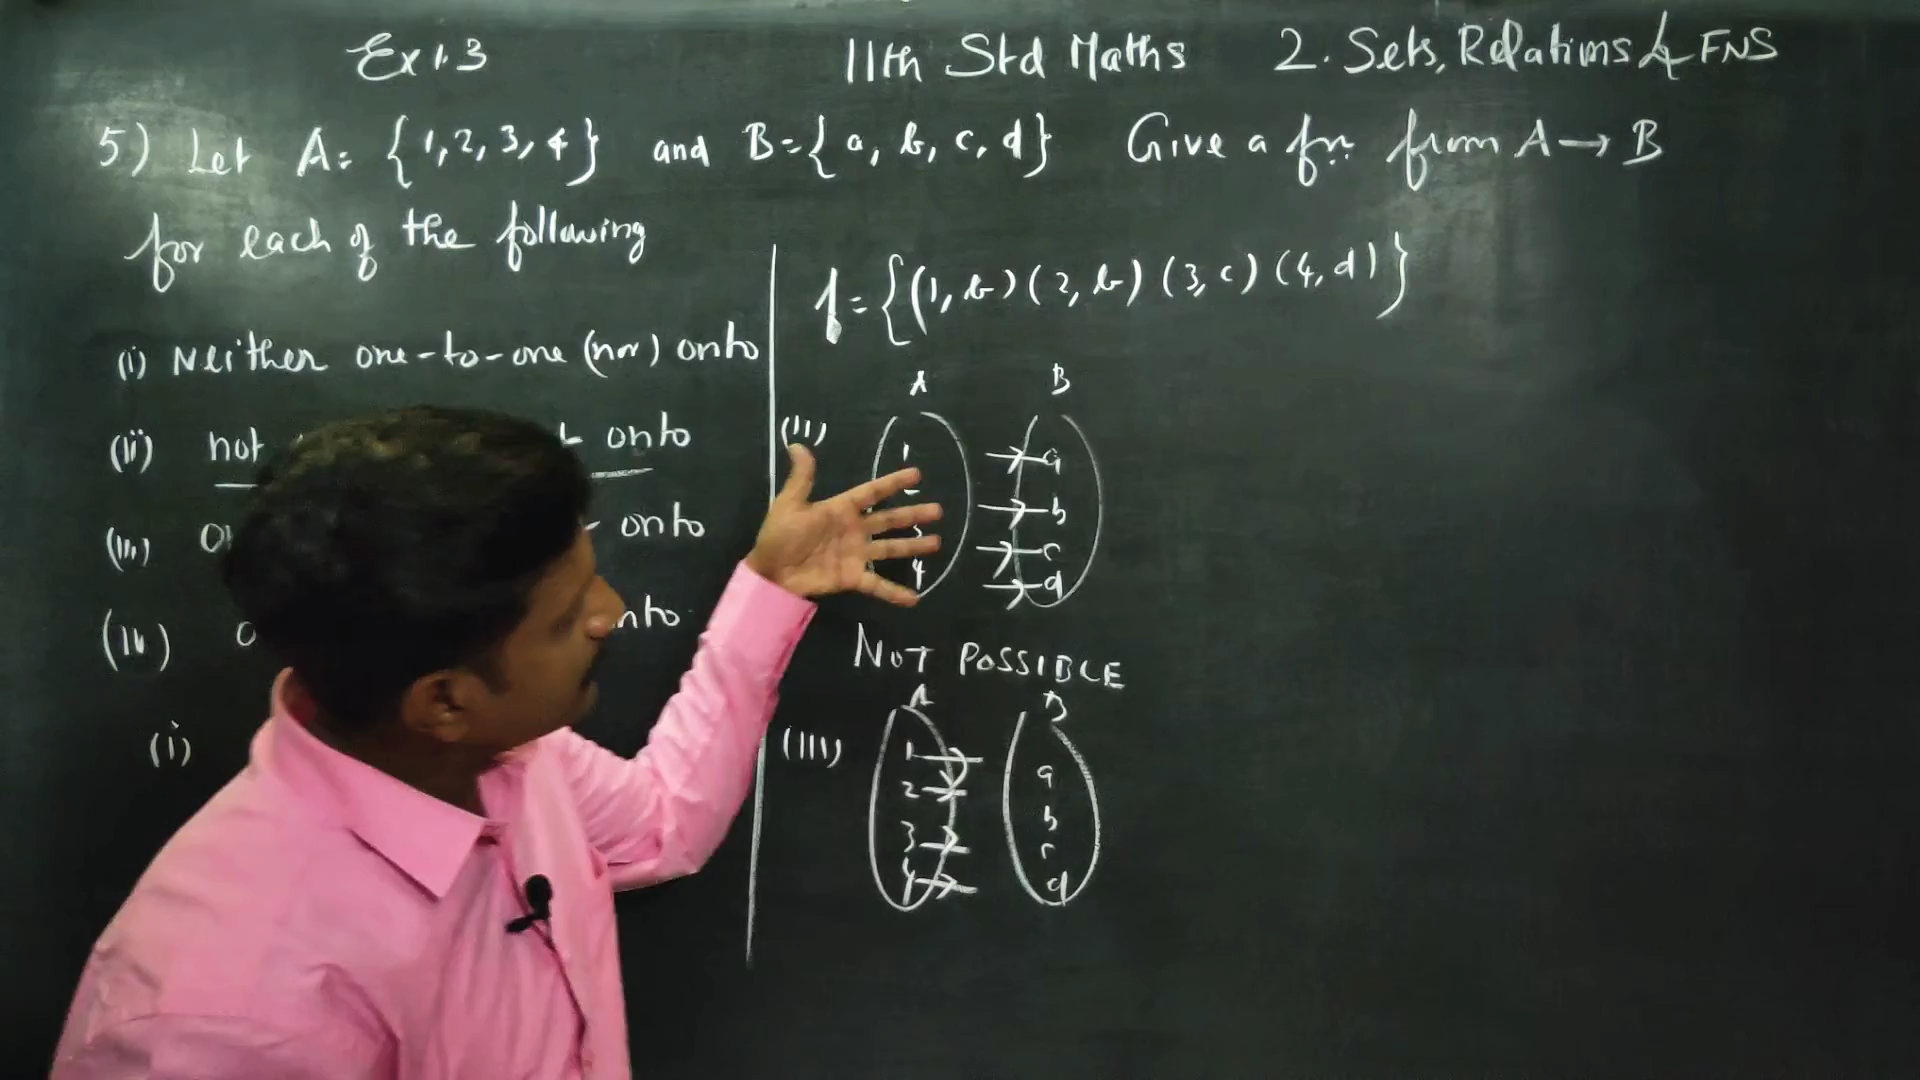 Ex 1.3 11th Std Maths 2. Sets, Relations & FNS
5) Let A = {1, 2, 3, 4} and B = {a, b, c, d} Give a fn from A → B
for each of the following
(i) Neither one-to-one (nor) onto
(ii) not onto
(iii) onto
(iv)
(i)
f = {(1, b) (2, b) (3, c) (4, d)}
(ii)
A B
1 a
b
3 c
4 d
NOT POSSIBLE
(iii)
A B
1 a
2 b
3 c
4 d